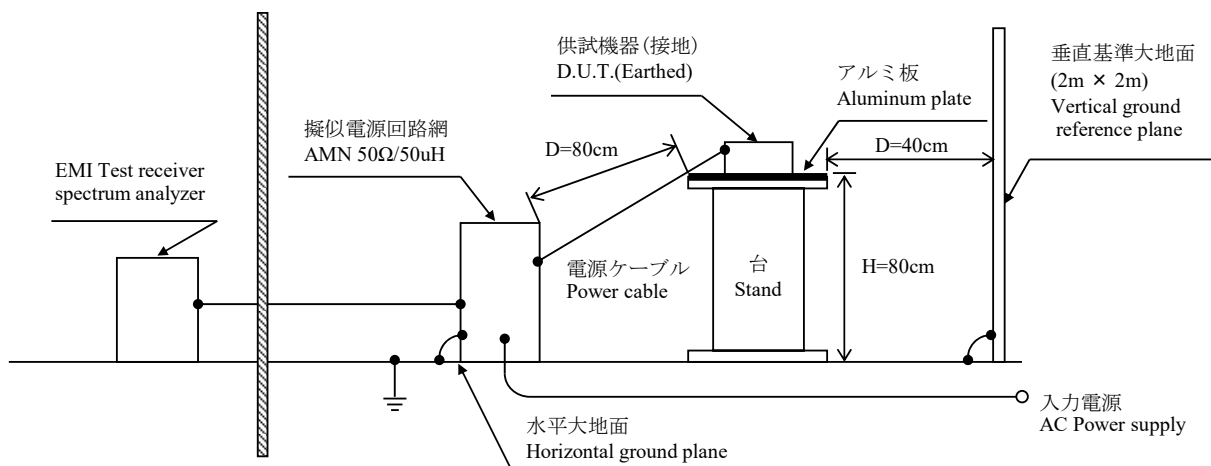 供試機器(接地)
D.U.T.(Earthed)
アルミ板
Aluminum plate
垂直基準大地面
(2m × 2m)
Vertical ground
reference plane
擬似電源回路網
AMN 50Ω/50uH
D=80cm
D=40cm
EMI Test receiver
spectrum analyzer
電源ケーブル
Power cable
台
Stand
H=80cm
水平大地面
Horizontal ground plane
入力電源
AC Power supply